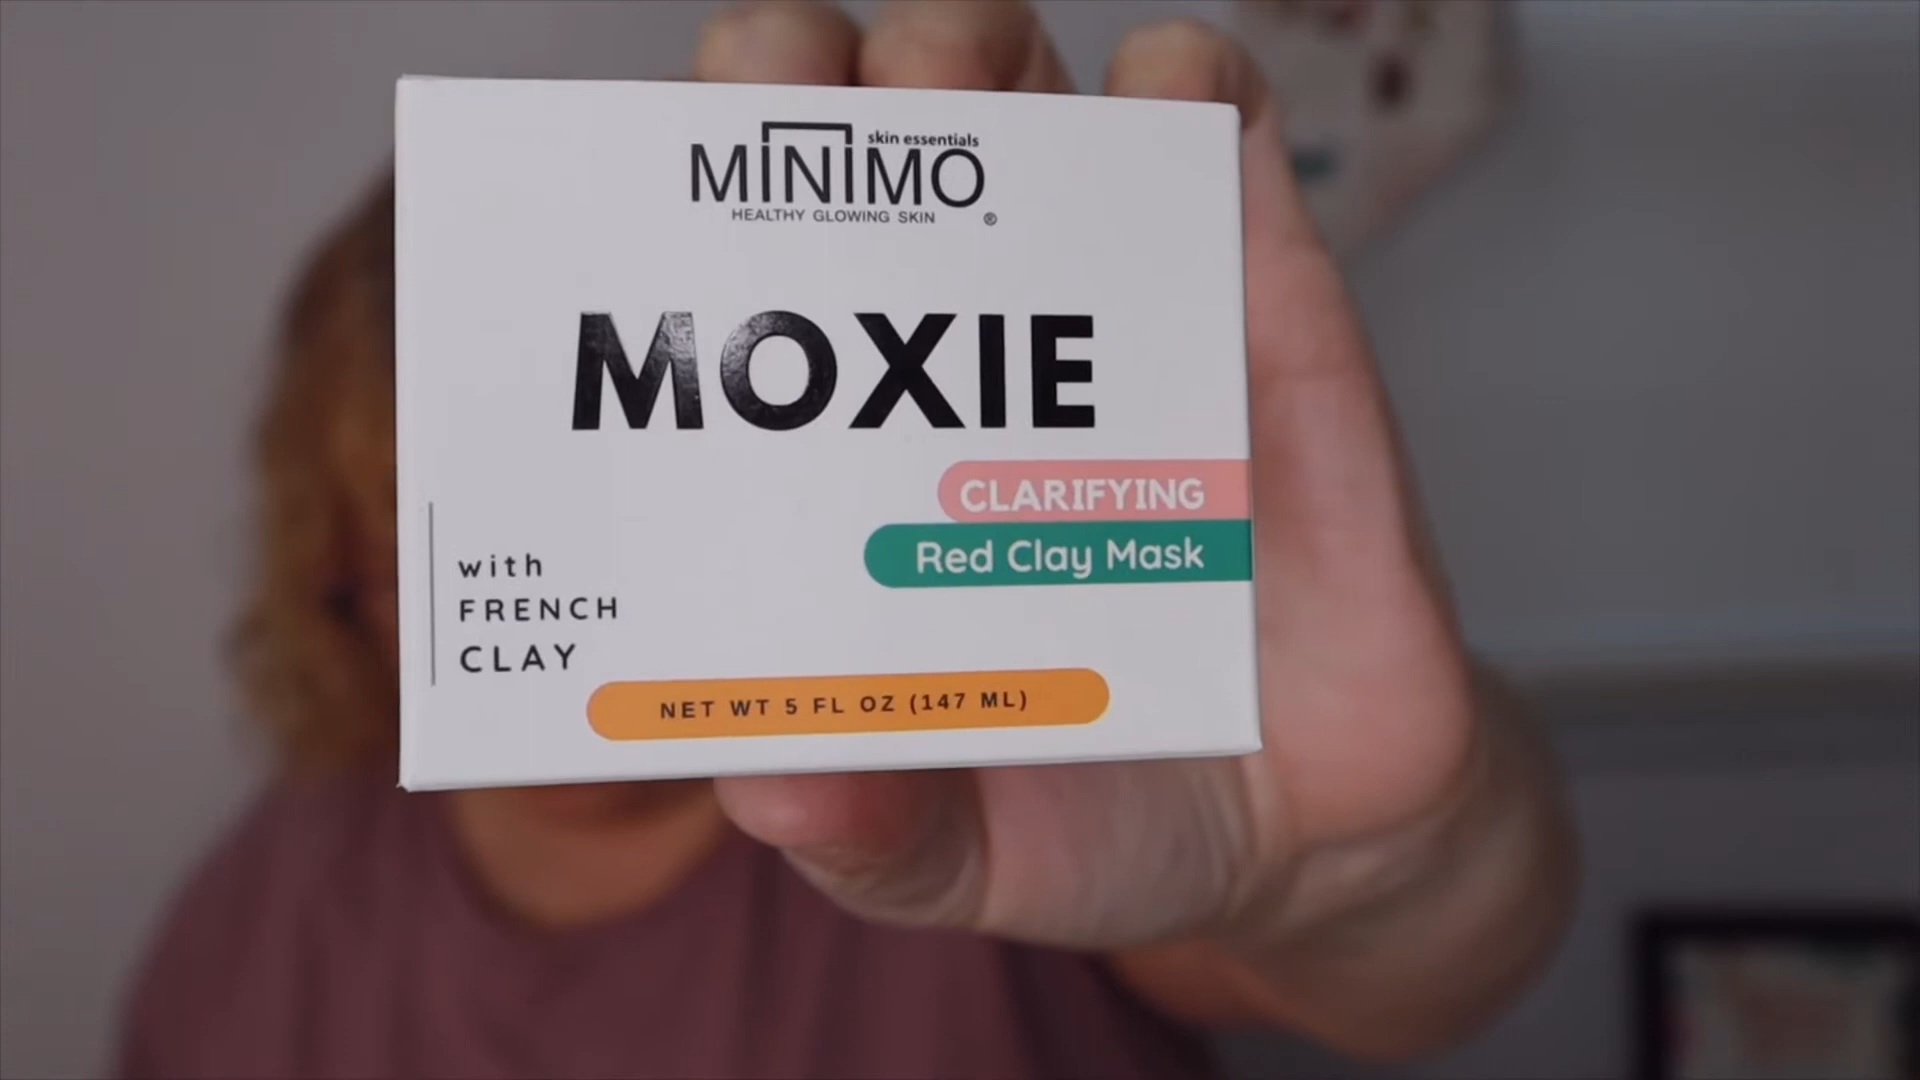 skin essentials
MINIMO
HEALTHY GLOWING SKIN ®
MOXIE
CLARIFYING
Red Clay Mask
with
FRENCH
CLAY
NET WT 5 FL OZ (147 ML)